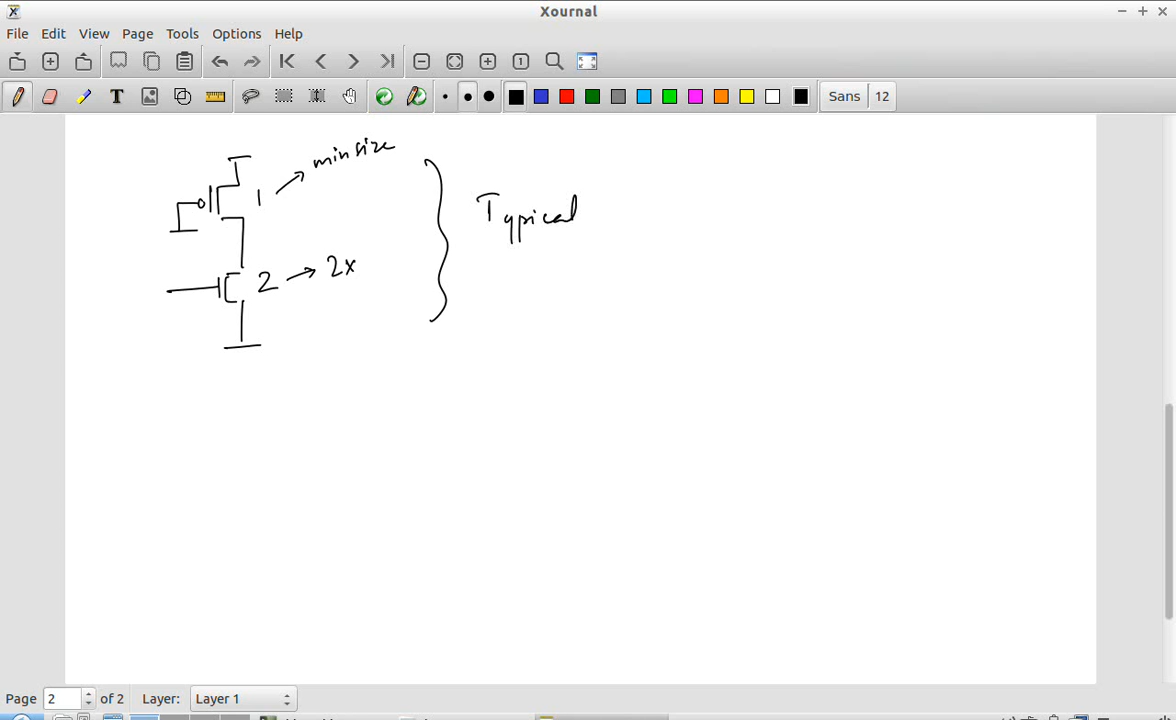 Xournal
File Edit View Page Tools Options Help
Sans 12
1 min size
Typical
2 2x
Page 2 of 2 Layer: Layer 1